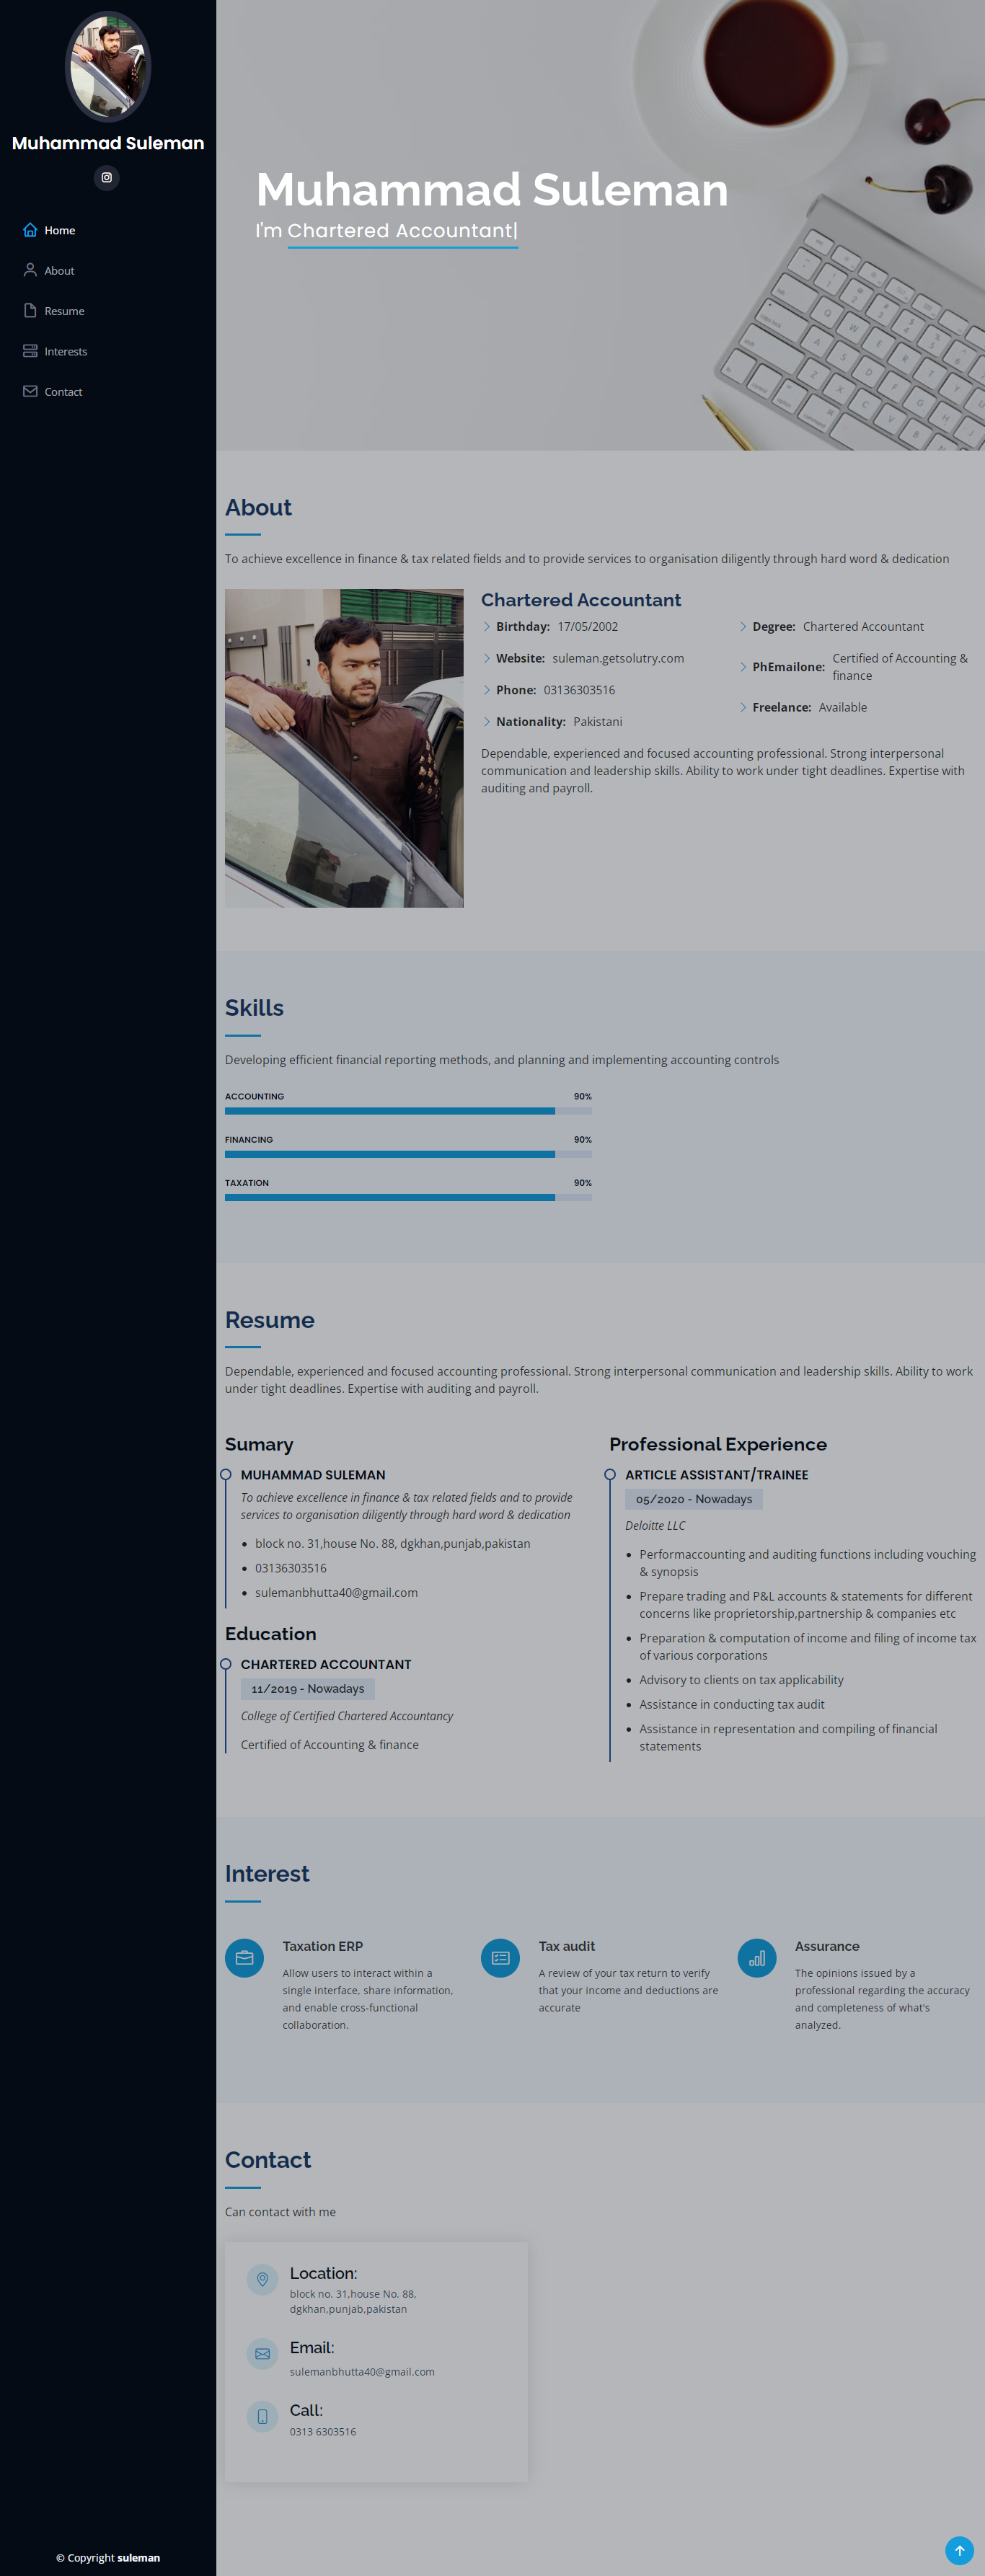 Muhammad Suleman
Home
About
Resume
Interests
Contact
Muhammad Suleman
I'm Chartered Accountant|
About
To achieve excellence in finance & tax related fields and to provide services to organisation diligently through hard word & dedication
Chartered Accountant
Birthday: 17/05/2002
Website: suleman.getsolutry.com
Phone: 03136303516
Nationality: Pakistani
Degree: Chartered Accountant
PhEmailone: Certified of Accounting &
finance
Freelance: Available
Dependable, experienced and focused accounting professional. Strong interpersonal
communication and leadership skills. Ability to work under tight deadlines. Expertise with
auditing and payroll.
Skills
Developing efficient financial reporting methods, and planning and implementing accounting controls
ACCOUNTING 90%
FINANCING 90%
TAXATION 90%
Resume
Dependable, experienced and focused accounting professional. Strong interpersonal communication and leadership skills. Ability to work
under tight deadlines. Expertise with auditing and payroll.
Sumary
MUHAMMAD SULEMAN
To achieve excellence in finance & tax related fields and to provide
services to organisation diligently through hard word & dedication
block no. 31,house No. 88, dgkhan,punjab,pakistan
03136303516
sulemanbhutta40@gmail.com
Education
CHARTERED ACCOUNTANT
11/2019 - Nowadays
College of Certified Chartered Accountancy
Certified of Accounting & finance
Professional Experience
ARTICLE ASSISTANT/TRAINEE
05/2020 - Nowadays
Deloitte LLC
Performaccounting and auditing functions including vouching
& synopsis
Prepare trading and P&L accounts & statements for different
concerns like proprietorship,partnership & companies etc
Preparation & computation of income and filing of income tax
of various corporations
Advisory to clients on tax applicability
Assistance in conducting tax audit
Assistance in representation and compiling of financial
statements
Interest
Taxation ERP
Allow users to interact within a
single interface, share information,
and enable cross-functional
collaboration.
Tax audit
A review of your tax return to verify
that your income and deductions are
accurate
Assurance
The opinions issued by a
professional regarding the accuracy
and completeness of what's
analyzed.
Contact
Can contact with me
Location:
block no. 31,house No. 88,
dgkhan,punjab,pakistan
Email:
sulemanbhutta40@gmail.com
Call:
0313 6303516
© Copyright suleman